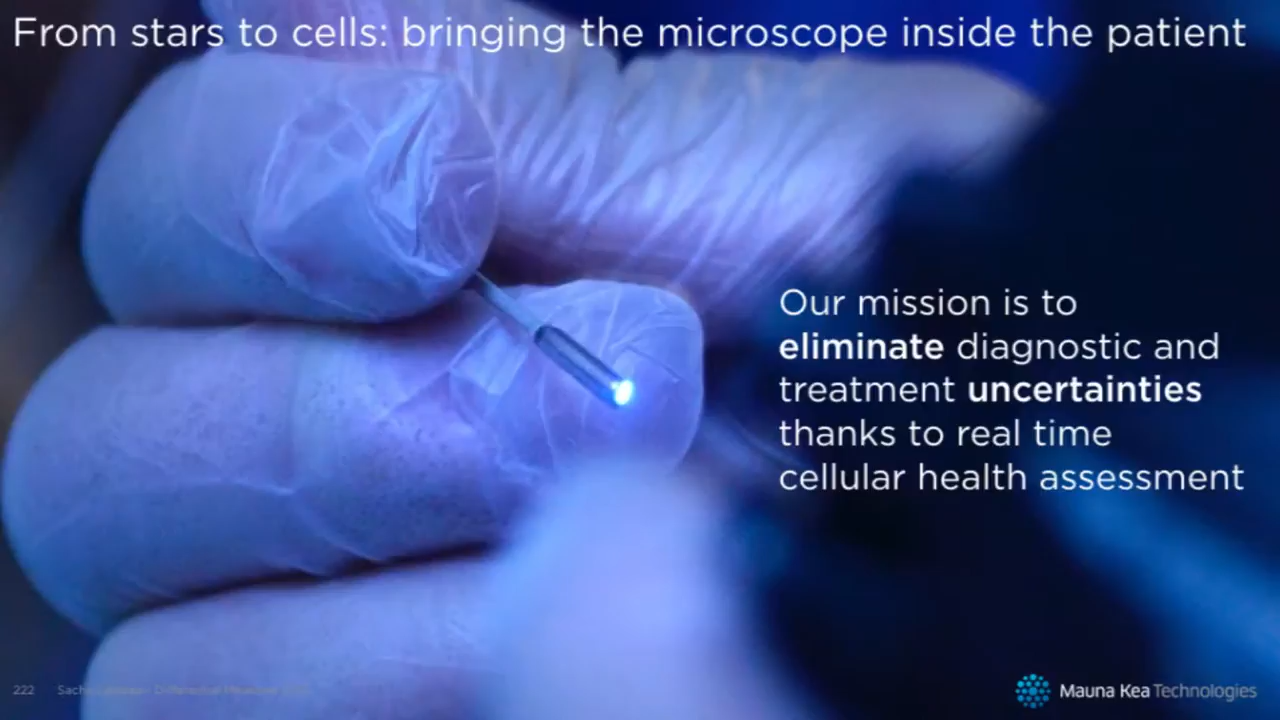 From stars to cells: bringing the microscope inside the patient
Our mission is to
eliminate diagnostic and
treatment uncertainties
thanks to real time
cellular health assessment
222
Mauna Kea Technologies